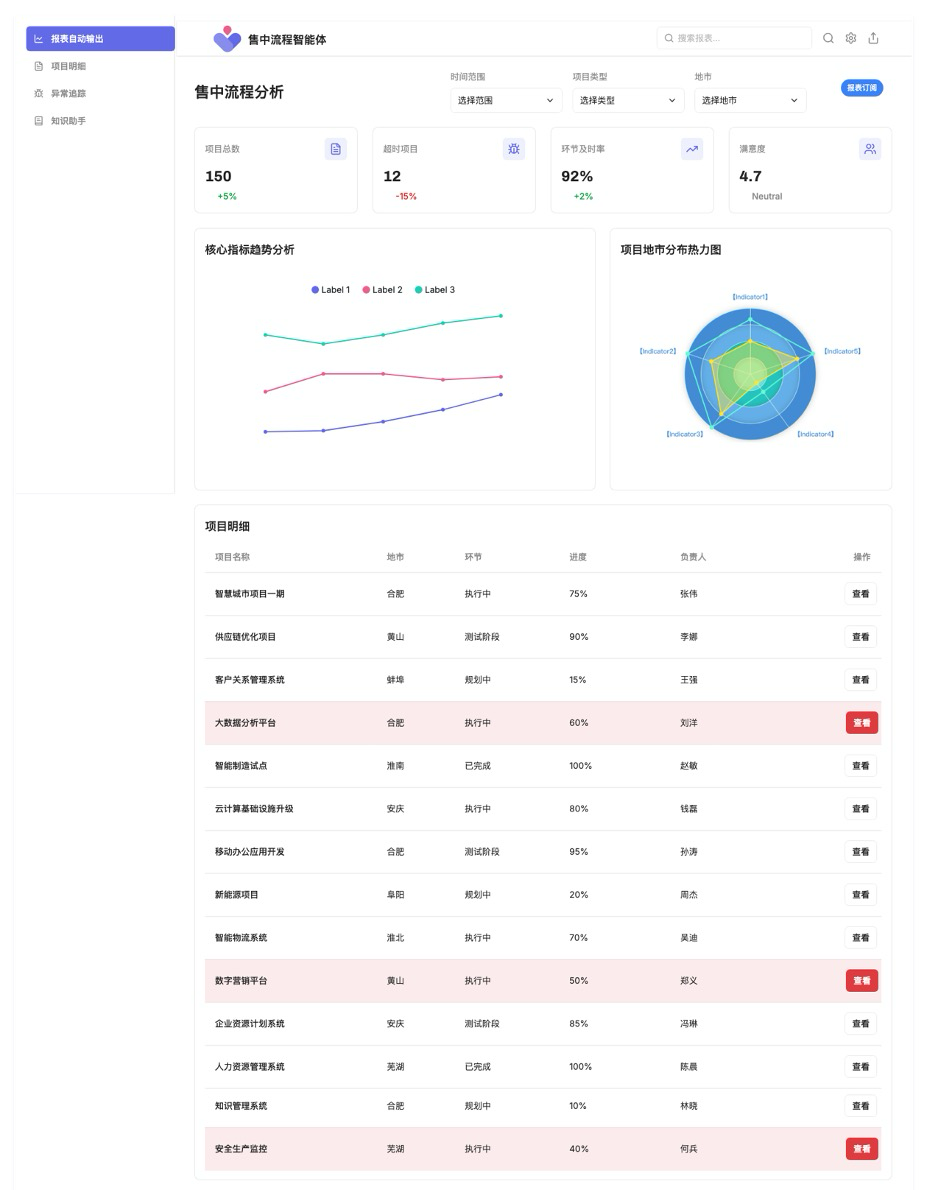 报表自动输出
项目明细
异常追踪
知识助手
售中流程智能体
搜索报表...
售中流程分析
时间范围
选择范围
项目类型
选择类型
地市
选择地市
报表订阅
项目总数
150
+5%
超时项目
12
-15%
环节及时率
92%
+2%
满意度
4.7
Neutral
核心指标趋势分析
Label 1 Label 2 Label 3
项目地市分布热力图
【Indicator1】
【Indicator2】
【Indicator5】
【Indicator3】
【Indicator4】
项目明细
项目名称 地市 环节 进度 负责人 操作
智慧城市项目一期 合肥 执行中 75% 张伟 查看
供应链优化项目 黄山 测试阶段 90% 李娜 查看
客户关系管理系统 蚌埠 规划中 15% 王强 查看
大数据分析平台 合肥 执行中 60% 刘洋 查看
智能制造试点 淮南 已完成 100% 赵敏 查看
云计算基础设施升级 安庆 执行中 80% 钱磊 查看
移动办公应用开发 合肥 测试阶段 95% 孙涛 查看
新能源项目 阜阳 规划中 20% 周杰 查看
智能物流系统 淮北 执行中 70% 吴迪 查看
数字营销平台 黄山 执行中 50% 郑义 查看
企业资源计划系统 安庆 测试阶段 85% 冯琳 查看
人力资源管理系统 芜湖 已完成 100% 陈晨 查看
知识管理系统 合肥 规划中 10% 林晓 查看
安全生产监控 芜湖 执行中 40% 何兵 查看